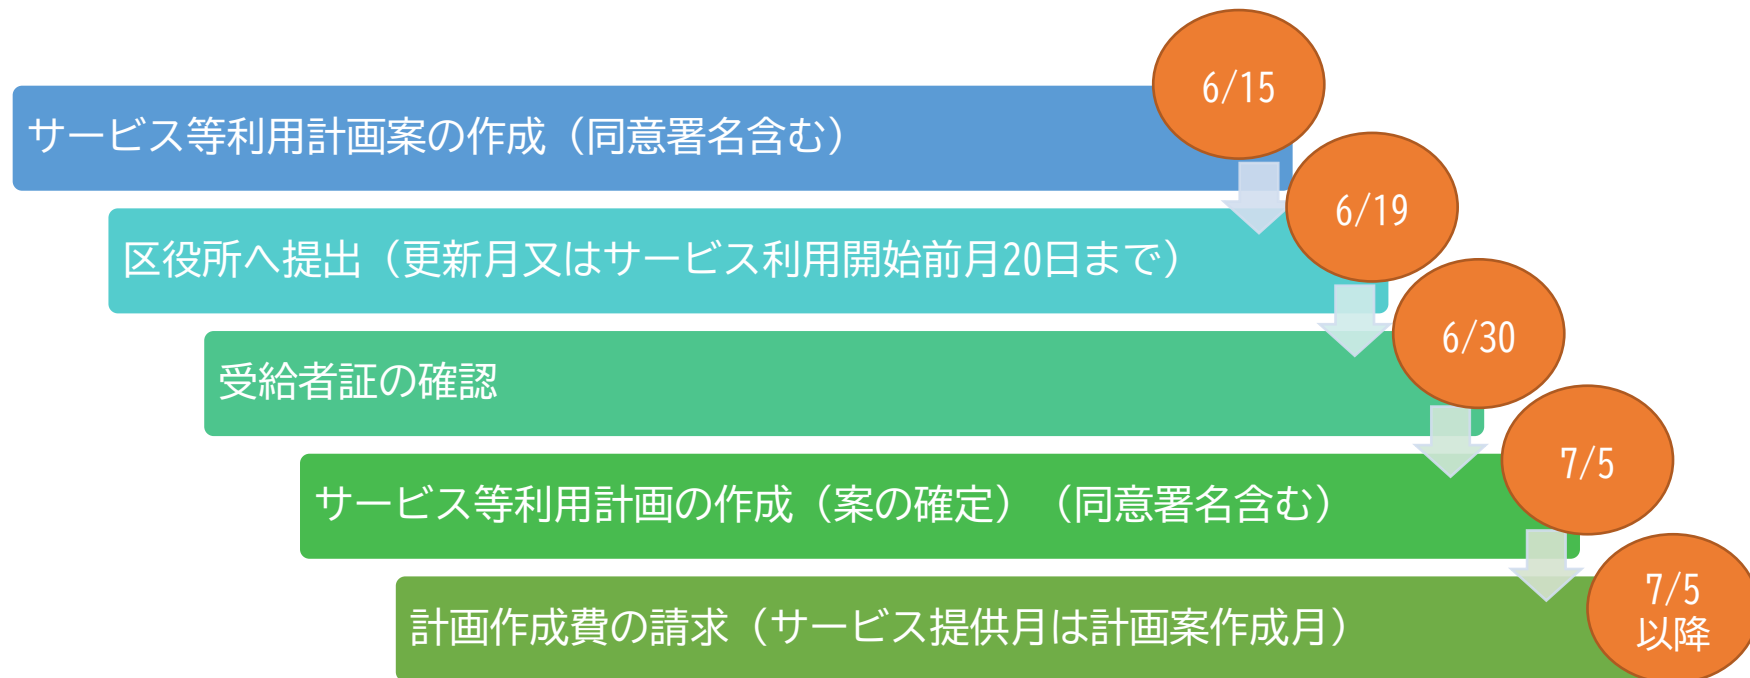 6/15
サービス等利用計画案の作成（同意署名含む）
6/19
区役所へ提出（更新月又はサービス利用開始前月20日まで）
6/30
受給者証の確認
7/5
サービス等利用計画の作成（案の確定）（同意署名含む）
7/5
以降
計画作成費の請求（サービス提供月は計画案作成月）